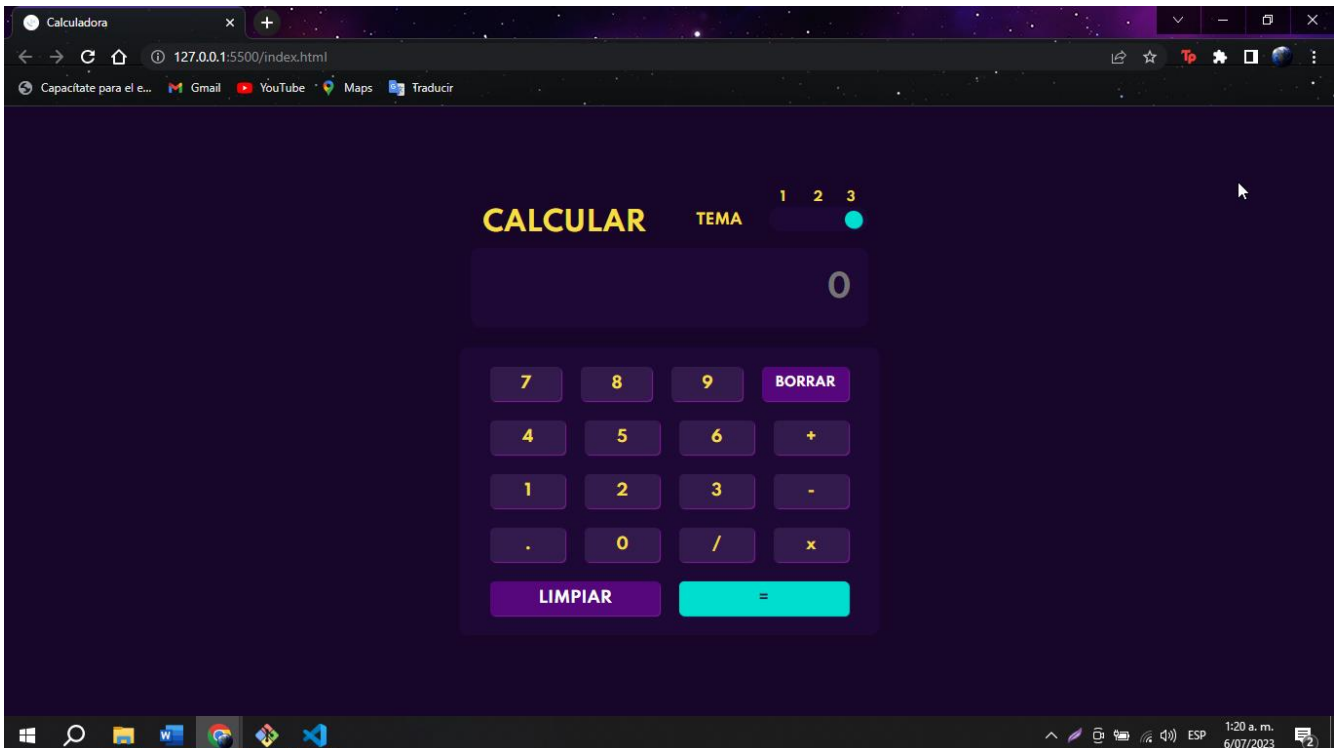 Calculadora
127.0.0.1:5500/index.html
Tp
Capacítate para el e... Gmail YouTube Maps Traducir
1 2 3
CALCULAR TEMA
0
7 8 9 BORRAR
4 5 6 +
1 2 3 -
. 0 / x
LIMPIAR =
W
ESP
1:20 a. m.
6/07/2023
2